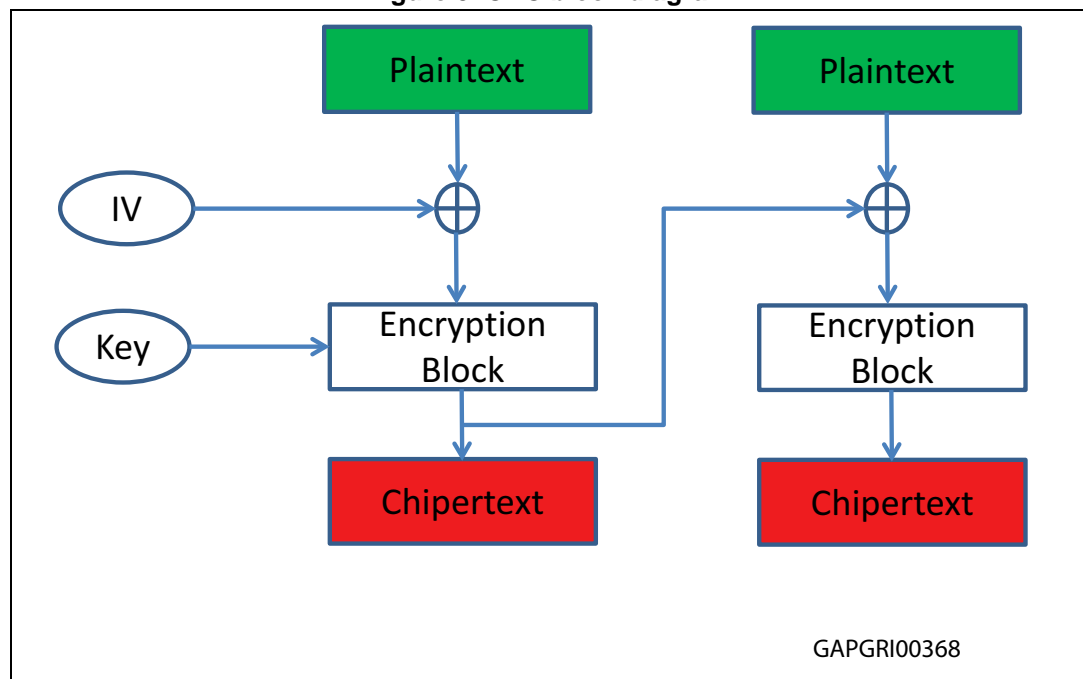 Plaintext
Plaintext
IV
Key
Encryption
Block
Encryption
Block
Chipertext
Chipertext
GAPGRI00368